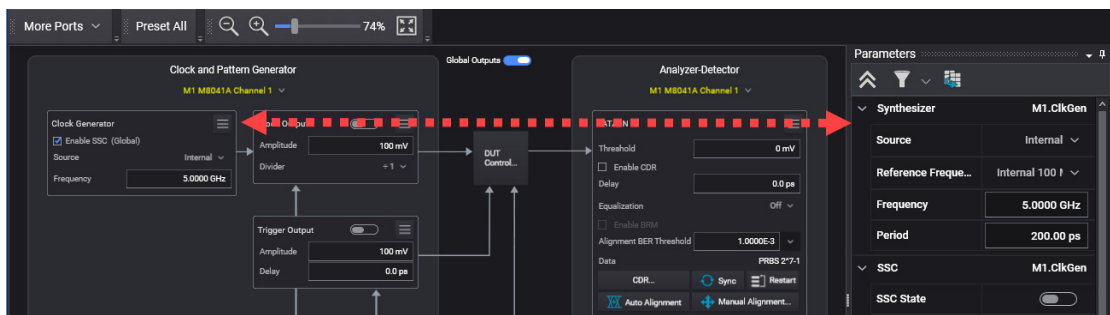 More Ports
Preset All
74%
Global Outputs
Clock and Pattern Generator
M1 M8041A Channel 1
Clock Generator
Enable SSC (Global)
Source Internal
Frequency 5.0000 GHz
Amplitude 100 mV
Divider ÷1
Trigger Output
Amplitude 100 mV
Delay 0.0 ps
DUT
Control...
Analyzer-Detector
M1 M8041A Channel 1
Threshold 0 mV
Enable CDR
Delay 0.0 ps
Equalization Off
Enable BRM
Alignment BER Threshold 1.0000E-3
Data PRBS 2^7-1
CDR... Sync Restart
Auto Alignment Manual Alignment...
Parameters
Synthesizer M1.ClkGen
Source Internal
Reference Freque... Internal 100
Frequency 5.0000 GHz
Period 200.00 ps
SSC M1.ClkGen
SSC State